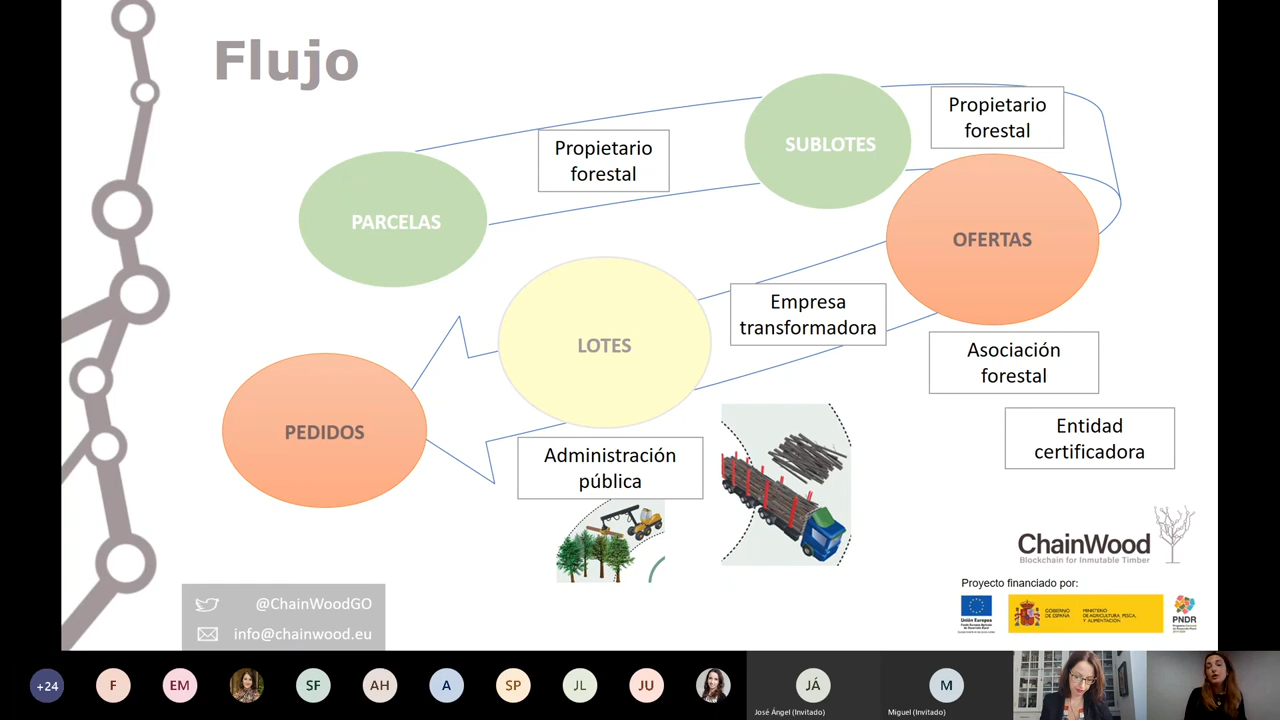 Flujo
Propietario
forestal
SUBLOTES
Propietario
forestal
PARCELAS
OFERTAS
Empresa
transformadora
LOTES
Asociación
forestal
PEDIDOS
Administración
pública
Entidad
certificadora
ChainWood
Blockchain for Inmutable Timber
Proyecto financiado por:
Unión Europea
GOBIERNO
DE ESPAÑA
MINISTERIO
DE AGRICULTURA, PESCA,
Y ALIMENTACIÓN
PNDR
@ChainWoodGO
info@chainwood.eu
+24
F
EM
SF
AH
A
SP
JL
JU
JÁ
José Ángel (Invitado)
M
Miguel (Invitado)